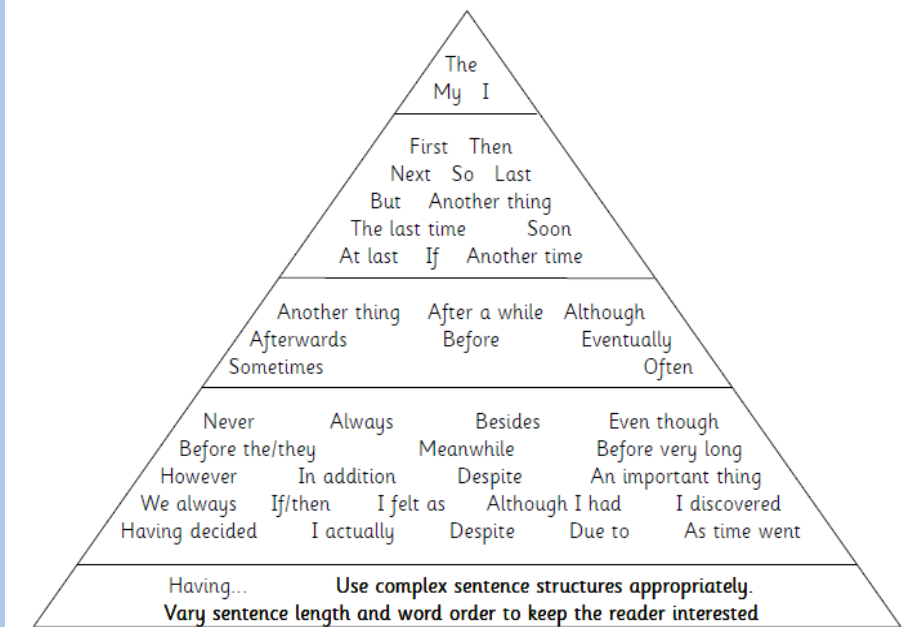 The
My I
First Then
Next So Last
But Another thing
The last time Soon
At last If Another time
Another thing After a while Although
Afterwards Before Eventually
Sometimes Often
Never Always Besides Even though
Before the/they Meanwhile Before very long
However In addition Despite An important thing
We always If/then I felt as Although I had I discovered
Having decided I actually Despite Due to As time went
Having... Use complex sentence structures appropriately.
Vary sentence length and word order to keep the reader interested